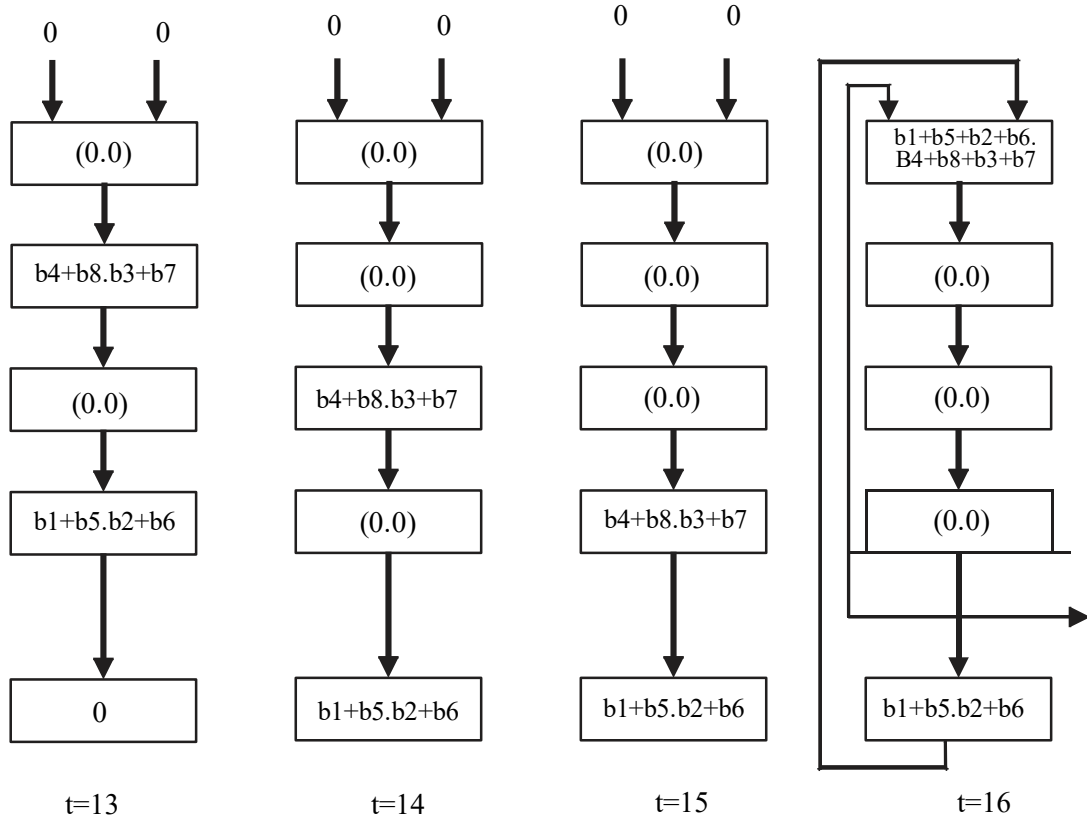 0 0
(0.0)
b4+b8.b3+b7
(0.0)
b1+b5.b2+b6
0
t=13
0 0
(0.0)
(0.0)
b4+b8.b3+b7
(0.0)
b1+b5.b2+b6
t=14
0 0
(0.0)
(0.0)
(0.0)
b4+b8.b3+b7
b1+b5.b2+b6
t=15
b1+b5+b2+b6.
B4+b8+b3+b7
(0.0)
(0.0)
(0.0)
b1+b5.b2+b6
t=16